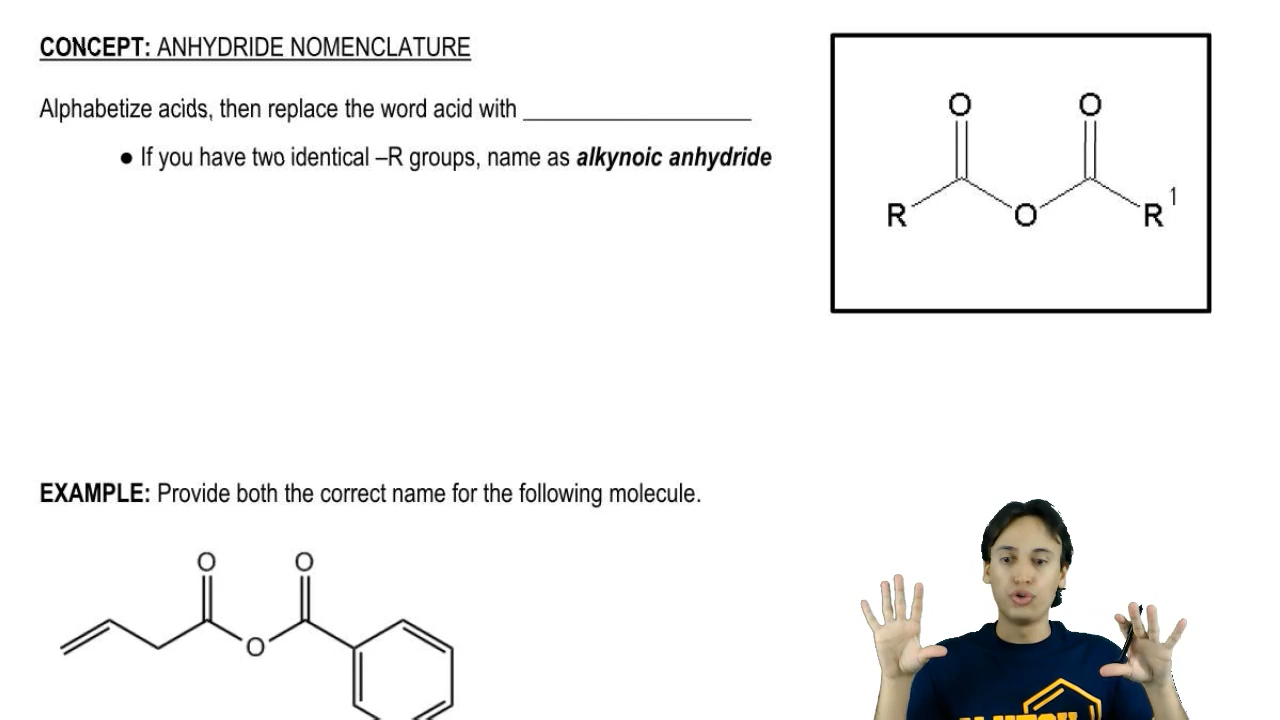 CONCEPT: ANHYDRIDE NOMENCLATURE
Alphabetize acids, then replace the word acid with ____________________
● If you have two identical –R groups, name as alkynoic anhydride
O O
R O R 1
EXAMPLE: Provide both the correct name for the following molecule.
O O
O